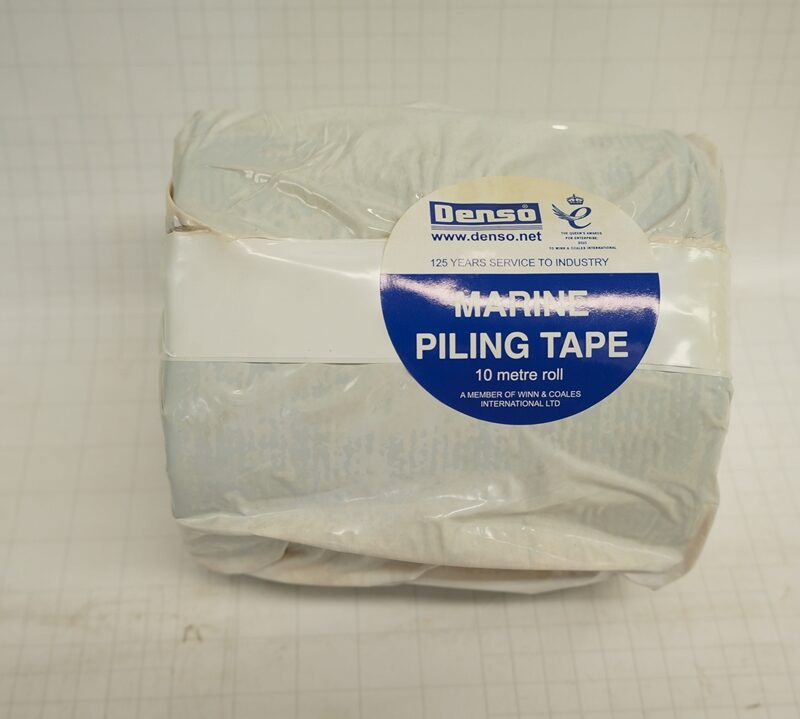 Denso®
www.denso.net
THE QUEEN'S AWARDS
FOR ENTERPRISE:
TO WINN & COALES INTERNATIONAL
125 YEARS SERVICE TO INDUSTRY
MARINE
PILING TAPE
10 metre roll
A MEMBER OF WINN & COALES
INTERNATIONAL LTD